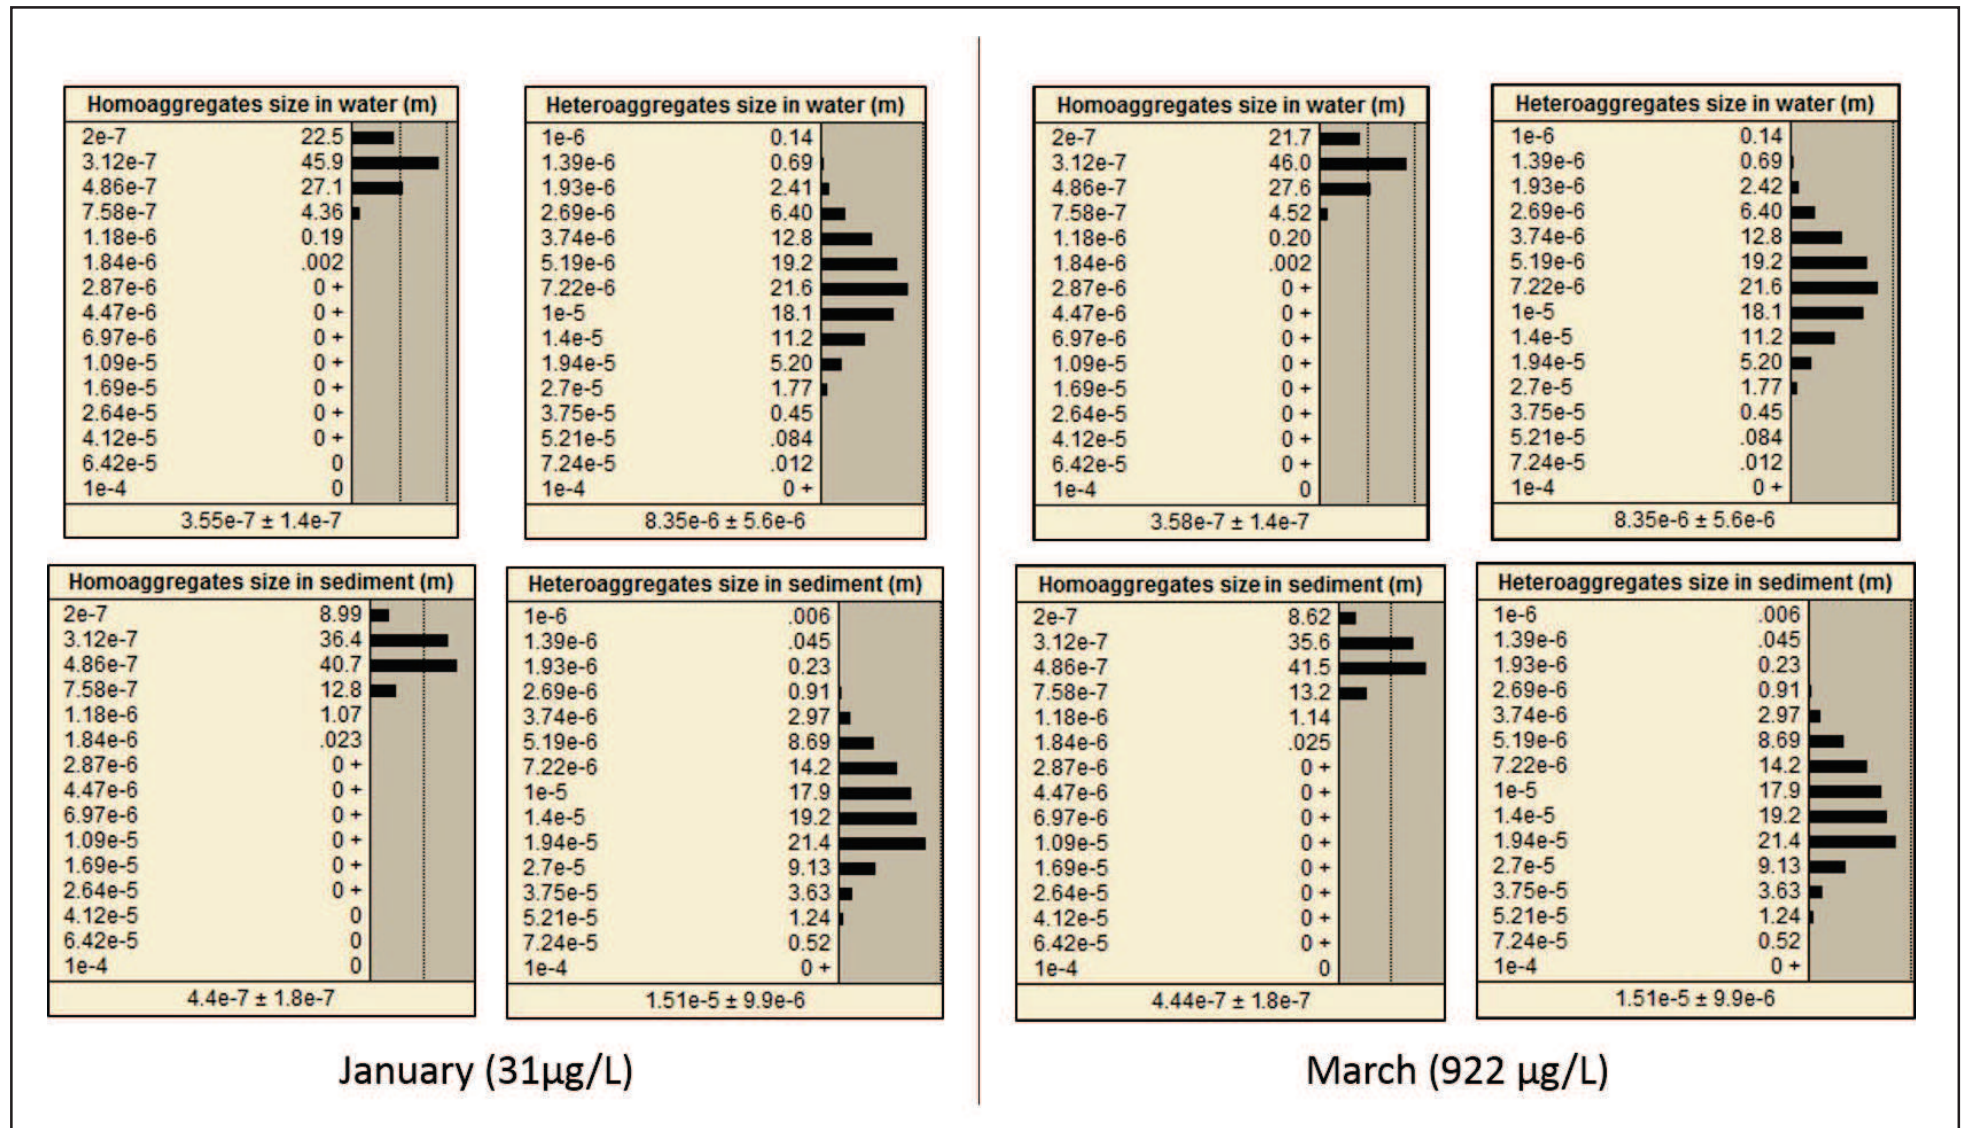 Homoaggregates size in water (m)
2e-7 22.5
3.12e-7 45.9
4.86e-7 27.1
7.58e-7 4.36
1.18e-6 0.19
1.84e-6 .002
2.87e-6 0 +
4.47e-6 0 +
6.97e-6 0 +
1.09e-5 0 +
1.69e-5 0 +
2.64e-5 0 +
4.12e-5 0 +
6.42e-5 0
1e-4 0
3.55e-7 ± 1.4e-7
Heteroaggregates size in water (m)
1e-6 0.14
1.39e-6 0.69
1.93e-6 2.41
2.69e-6 6.40
3.74e-6 12.8
5.19e-6 19.2
7.22e-6 21.6
1e-5 18.1
1.4e-5 11.2
1.94e-5 5.20
2.7e-5 1.77
3.75e-5 0.45
5.21e-5 .084
7.24e-5 .012
1e-4 0 +
8.35e-6 ± 5.6e-6
Homoaggregates size in sediment (m)
2e-7 8.99
3.12e-7 36.4
4.86e-7 40.7
7.58e-7 12.8
1.18e-6 1.07
1.84e-6 .023
2.87e-6 0 +
4.47e-6 0 +
6.97e-6 0 +
1.09e-5 0 +
1.69e-5 0 +
2.64e-5 0 +
4.12e-5 0
6.42e-5 0
1e-4 0
4.4e-7 ± 1.8e-7
Heteroaggregates size in sediment (m)
1e-6 .006
1.39e-6 .045
1.93e-6 0.23
2.69e-6 0.91
3.74e-6 2.97
5.19e-6 8.69
7.22e-6 14.2
1e-5 17.9
1.4e-5 19.2
1.94e-5 21.4
2.7e-5 9.13
3.75e-5 3.63
5.21e-5 1.24
7.24e-5 0.52
1e-4 0 +
1.51e-5 ± 9.9e-6
January (31µg/L)
Homoaggregates size in water (m)
2e-7 21.7
3.12e-7 46.0
4.86e-7 27.6
7.58e-7 4.52
1.18e-6 0.20
1.84e-6 .002
2.87e-6 0 +
4.47e-6 0 +
6.97e-6 0 +
1.09e-5 0 +
1.69e-5 0 +
2.64e-5 0 +
4.12e-5 0 +
6.42e-5 0 +
1e-4 0
3.58e-7 ± 1.4e-7
Heteroaggregates size in water (m)
1e-6 0.14
1.39e-6 0.69
1.93e-6 2.42
2.69e-6 6.40
3.74e-6 12.8
5.19e-6 19.2
7.22e-6 21.6
1e-5 18.1
1.4e-5 11.2
1.94e-5 5.20
2.7e-5 1.77
3.75e-5 0.45
5.21e-5 .084
7.24e-5 .012
1e-4 0 +
8.35e-6 ± 5.6e-6
Homoaggregates size in sediment (m)
2e-7 8.62
3.12e-7 35.6
4.86e-7 41.5
7.58e-7 13.2
1.18e-6 1.14
1.84e-6 .025
2.87e-6 0 +
4.47e-6 0 +
6.97e-6 0 +
1.09e-5 0 +
1.69e-5 0 +
2.64e-5 0 +
4.12e-5 0 +
6.42e-5 0 +
1e-4 0
4.44e-7 ± 1.8e-7
Heteroaggregates size in sediment (m)
1e-6 .006
1.39e-6 .045
1.93e-6 0.23
2.69e-6 0.91
3.74e-6 2.97
5.19e-6 8.69
7.22e-6 14.2
1e-5 17.9
1.4e-5 19.2
1.94e-5 21.4
2.7e-5 9.13
3.75e-5 3.63
5.21e-5 1.24
7.24e-5 0.52
1e-4 0 +
1.51e-5 ± 9.9e-6
March (922 µg/L)